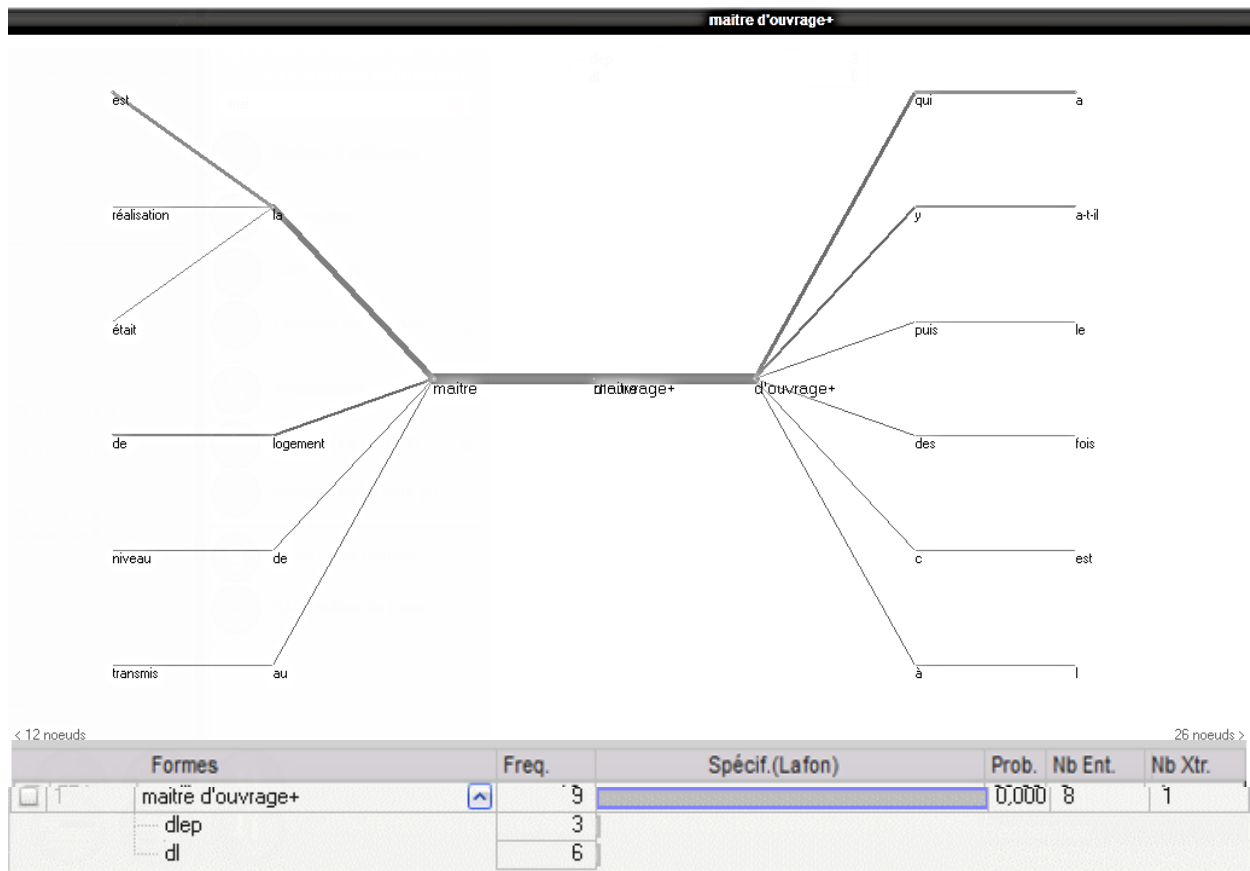 maitre d'ouvrage+
est qui a
réalisation la y a-t-il
était puis le
maitre d'ouvrage+
de logement des fois
niveau de c est
transmis au à l
< 12 noeuds 26 noeuds >
Formes Freq. Spécif.(Lafon) Prob. Nb Ent. Nb Xtr.
1 maitre d'ouvrage+ 9 0,000 8 1
dlep 3
dl 6